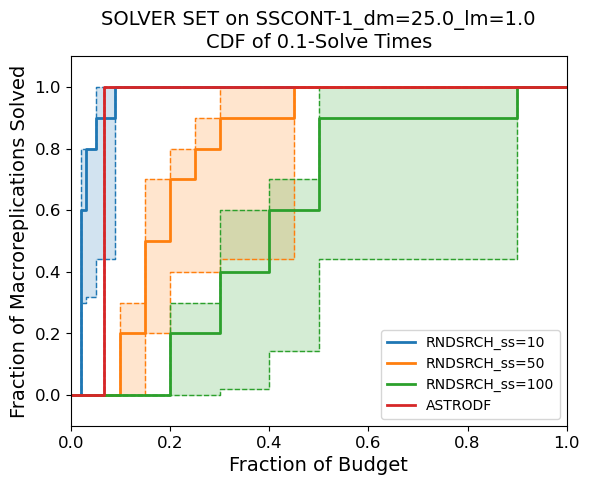 SOLVER SET on SSCONT-1_dm=25.0_lm=1.0
CDF of 0.1-Solve Times
Fraction of Macroreplications Solved
1.0
0.8
0.6
0.4
0.2
0.0
RNDSRCH_ss=10
RNDSRCH_ss=50
RNDSRCH_ss=100
ASTRODF
0.0 0.2 0.4 0.6 0.8 1.0
Fraction of Budget